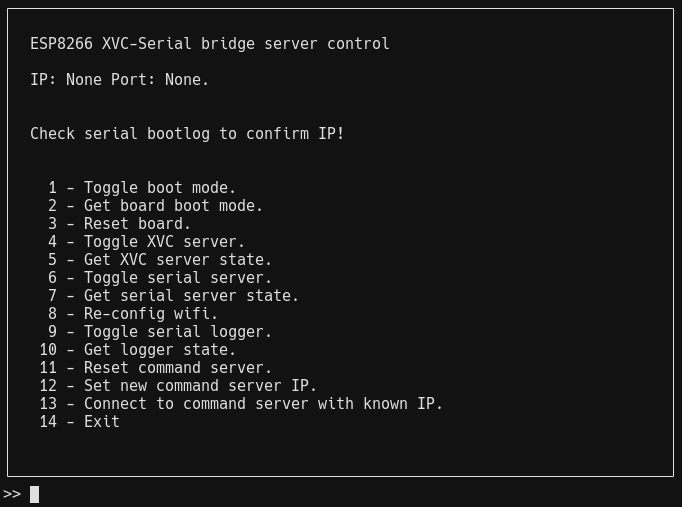 ESP8266 XVC-Serial bridge server control
IP: None Port: None.
Check serial bootlog to confirm IP!
1 - Toggle boot mode.
2 - Get board boot mode.
3 - Reset board.
4 - Toggle XVC server.
5 - Get XVC server state.
6 - Toggle serial server.
7 - Get serial server state.
8 - Re-config wifi.
9 - Toggle serial logger.
10 - Get logger state.
11 - Reset command server.
12 - Set new command server IP.
13 - Connect to command server with known IP.
14 - Exit
>>